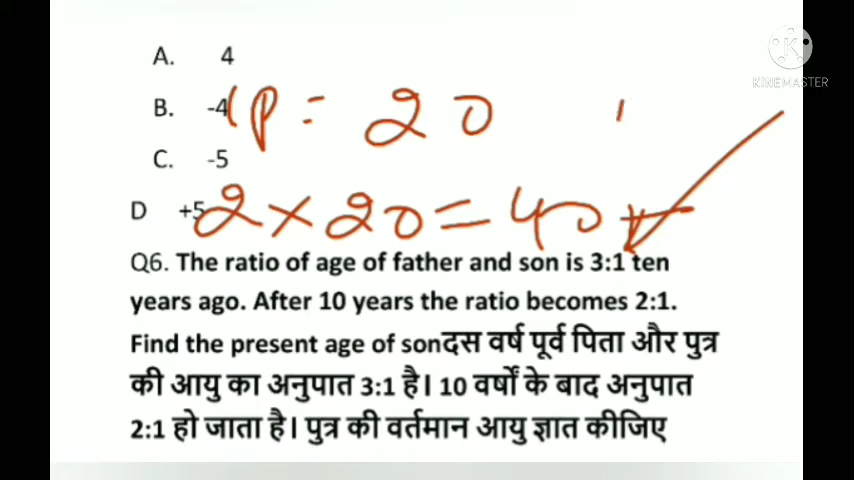 A. 4
KINEMASTER
B. -4
1P = 20
C. -5
D +5
2 × 20 = 40
Q6. The ratio of age of father and son is 3:1 ten
years ago. After 10 years the ratio becomes 2:1.
Find the present age of sonदस वर्ष पूर्व पिता और पुत्र
की आयु का अनुपात 3:1 है। 10 वर्षों के बाद अनुपात
2:1 हो जाता है। पुत्र की वर्तमान आयु ज्ञात कीजिए